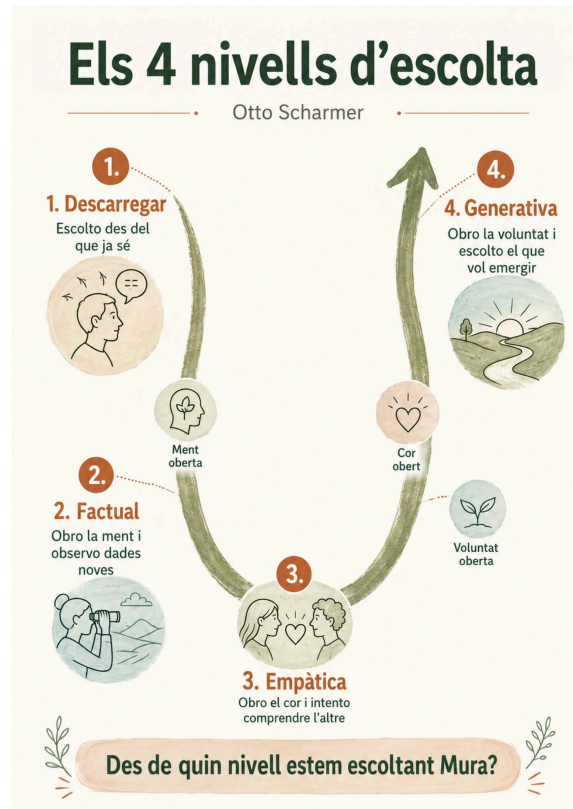 Els 4 nivells d'escolta
Otto Scharmer
1.
1. Descarregar
Escolto des del
que ja sé
4.
4. Generativa
Obro la voluntat i
escolto el que
vol emergir
Ment
oberta
Cor
obert
2.
2. Factual
Obro la ment i
observo dades
noves
Voluntat
oberta
3.
3. Empàtica
Obro el cor i intento
comprendre l'altre
Des de quin nivell estem escoltant Mura?